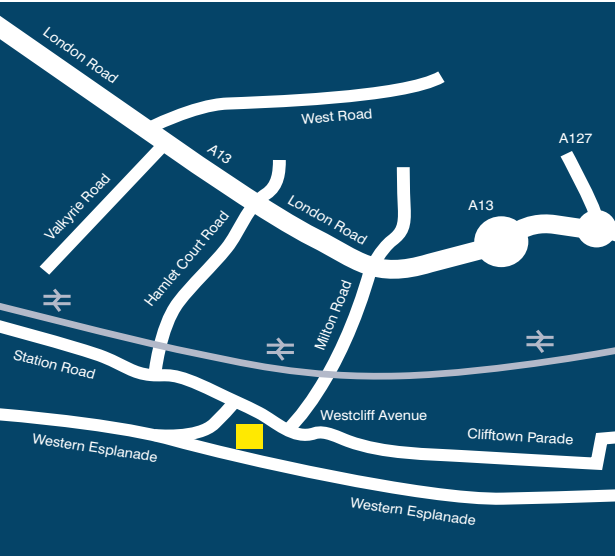 London Road
West Road
A127
A13
Valkyrie Road
A13
London Road
Hamlet Court Road
Milton Road
Station Road
Westcliff Avenue
Clifftown Parade
Western Esplanade
Western Esplanade